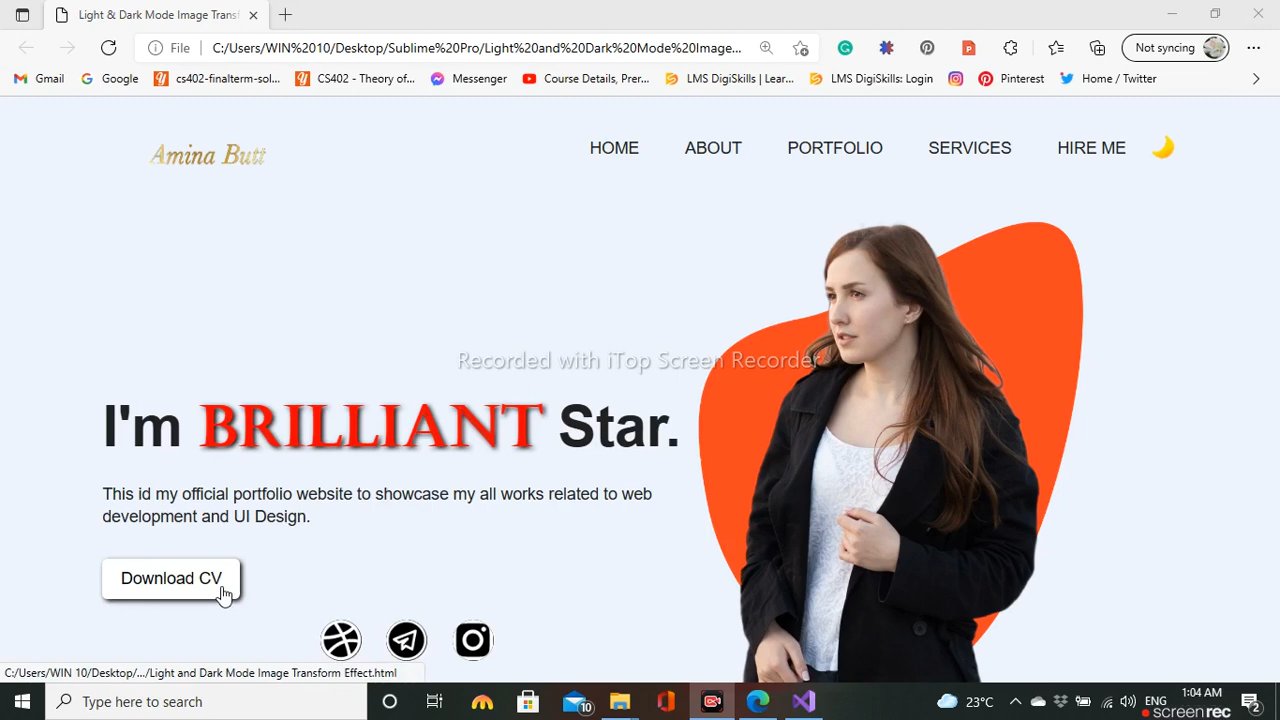 Light & Dark Mode Image Transf
File
C:/Users/WIN%2010/Desktop/Sublime%20Pro/Light%20and%20Dark%20Mode%20Image...
Not syncing
Gmail
Google
cs402-finalterm-sol...
CS402 - Theory of...
Messenger
Course Details, Prer...
LMS DigiSkills | Lear...
LMS DigiSkills: Login
Pinterest
Home / Twitter
Amina Butt
HOME
ABOUT
PORTFOLIO
SERVICES
HIRE ME
Recorded with iTop Screen Recorder
I'm BRILLIANT Star.
This id my official portfolio website to showcase my all works related to web
development and UI Design.
Download CV
C:/Users/WIN 10/Desktop/.../Light and Dark Mode Image Transform Effect.html
Type here to search
10
23°C
ENG
1:04 AM
screenrec
2